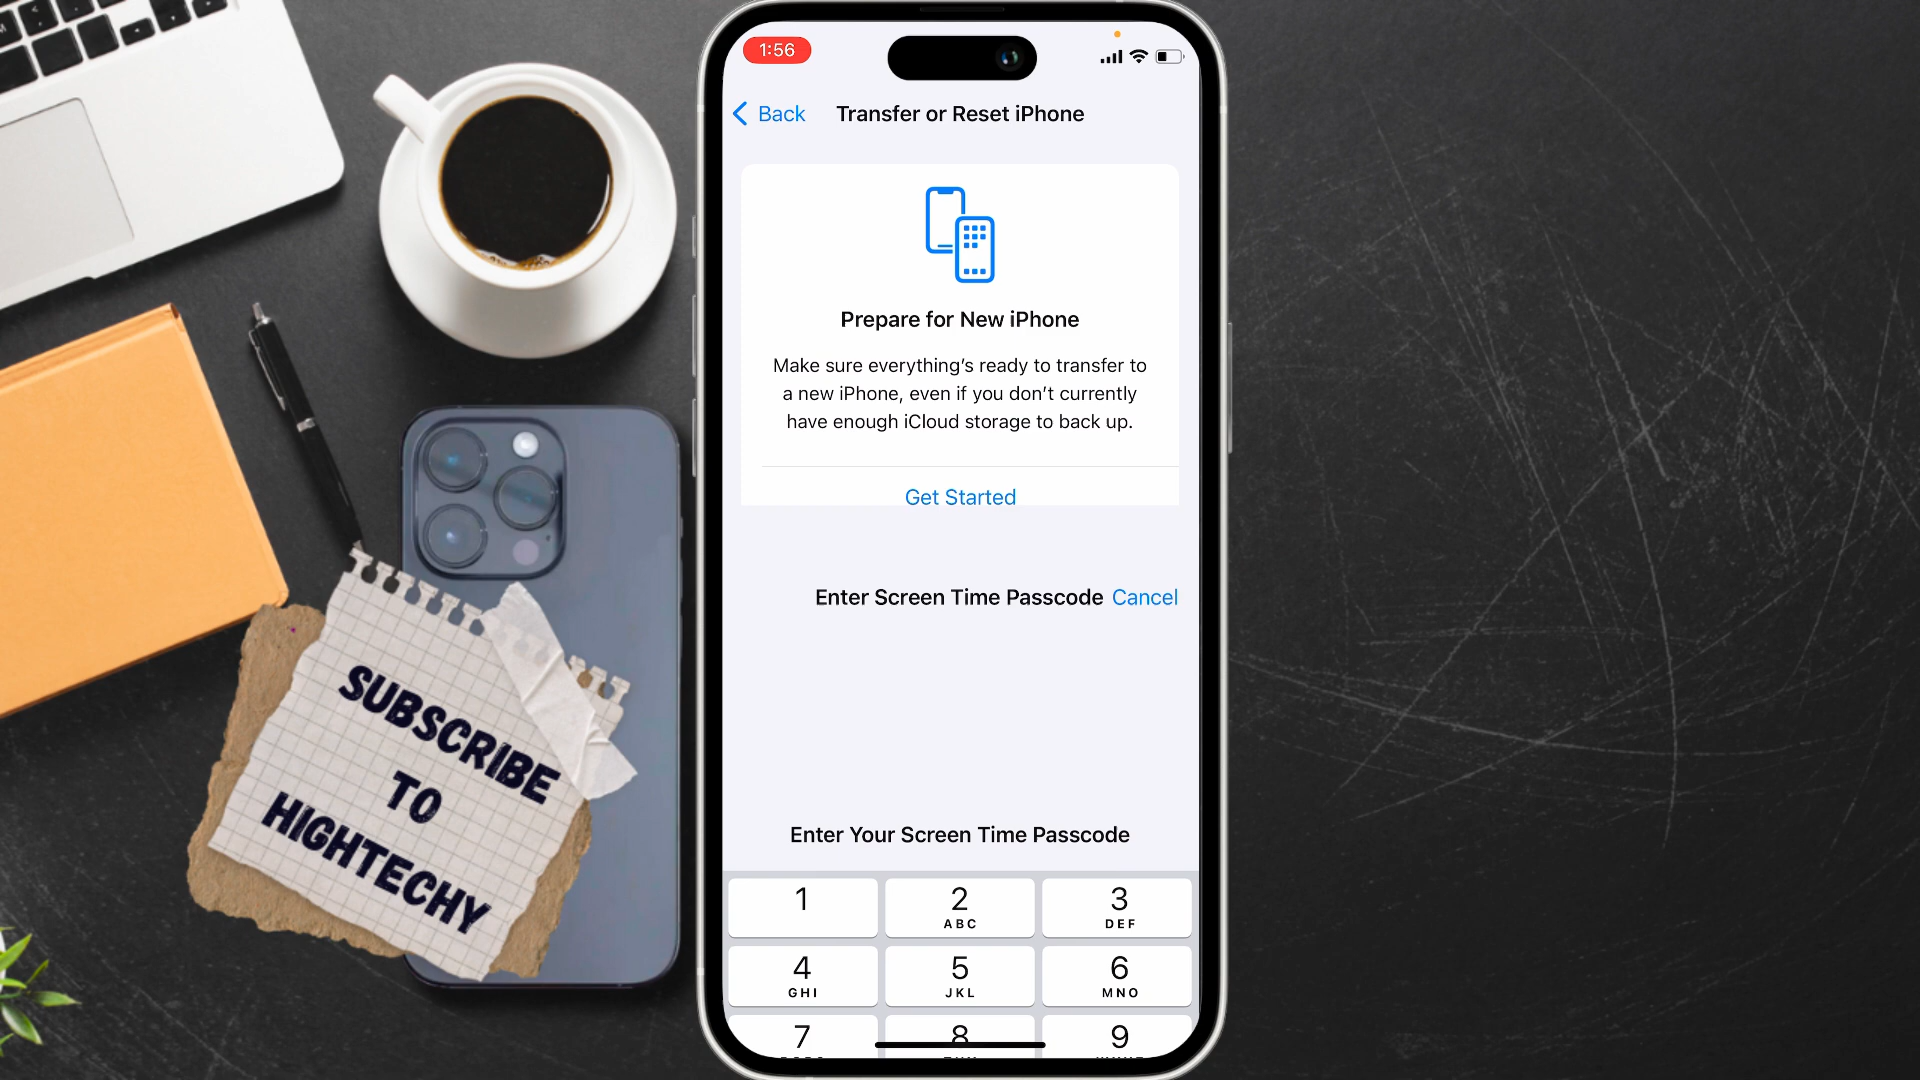 1:56
Back
Transfer or Reset iPhone
Prepare for New iPhone
Make sure everything's ready to transfer to
a new iPhone, even if you don't currently
have enough iCloud storage to back up.
Get Started
Enter Screen Time Passcode
Cancel
Enter Your Screen Time Passcode
1
2
ABC
3
DEF
4
GHI
5
JKL
6
MNO
7
8
9
SUBSCRIBE
TO
HIGHTECHY